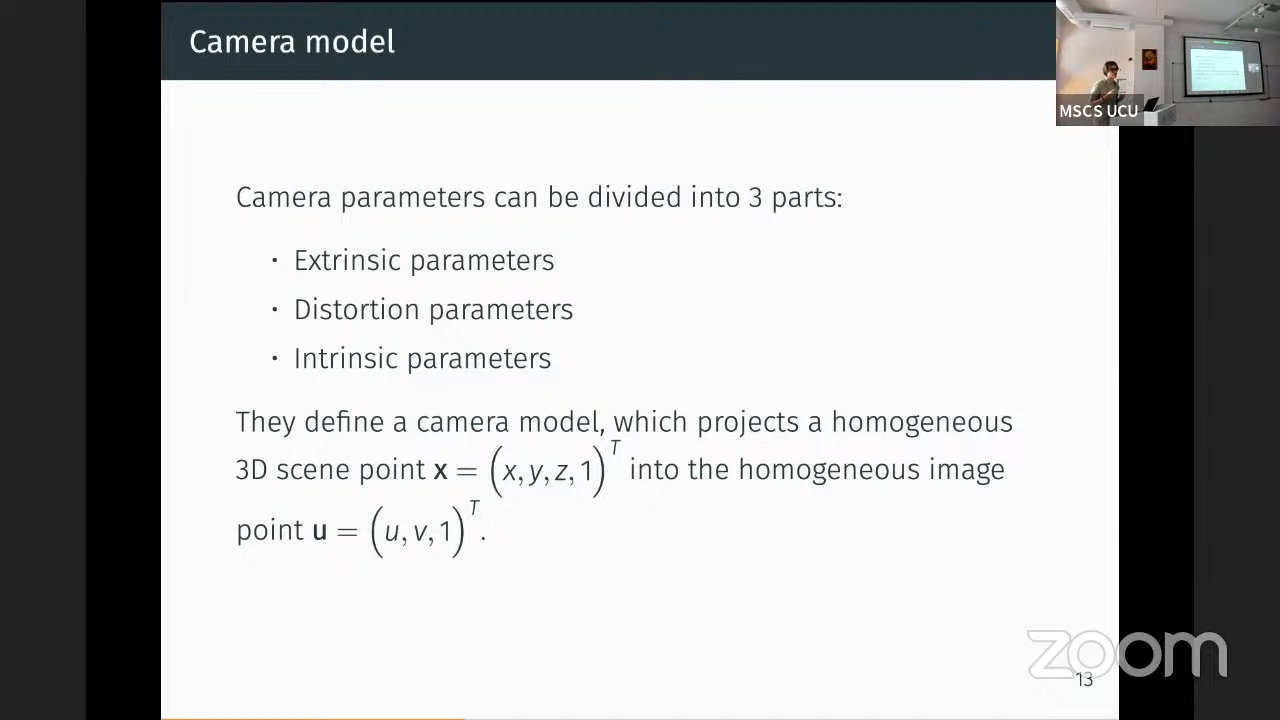 Camera model
MSCS UCU
Camera parameters can be divided into 3 parts:
· Extrinsic parameters
· Distortion parameters
· Intrinsic parameters
They define a camera model, which projects a homogeneous
3D scene point x = (x, y, z, 1)^T into the homogeneous image
point u = (u, v, 1)^T.
zoom
13